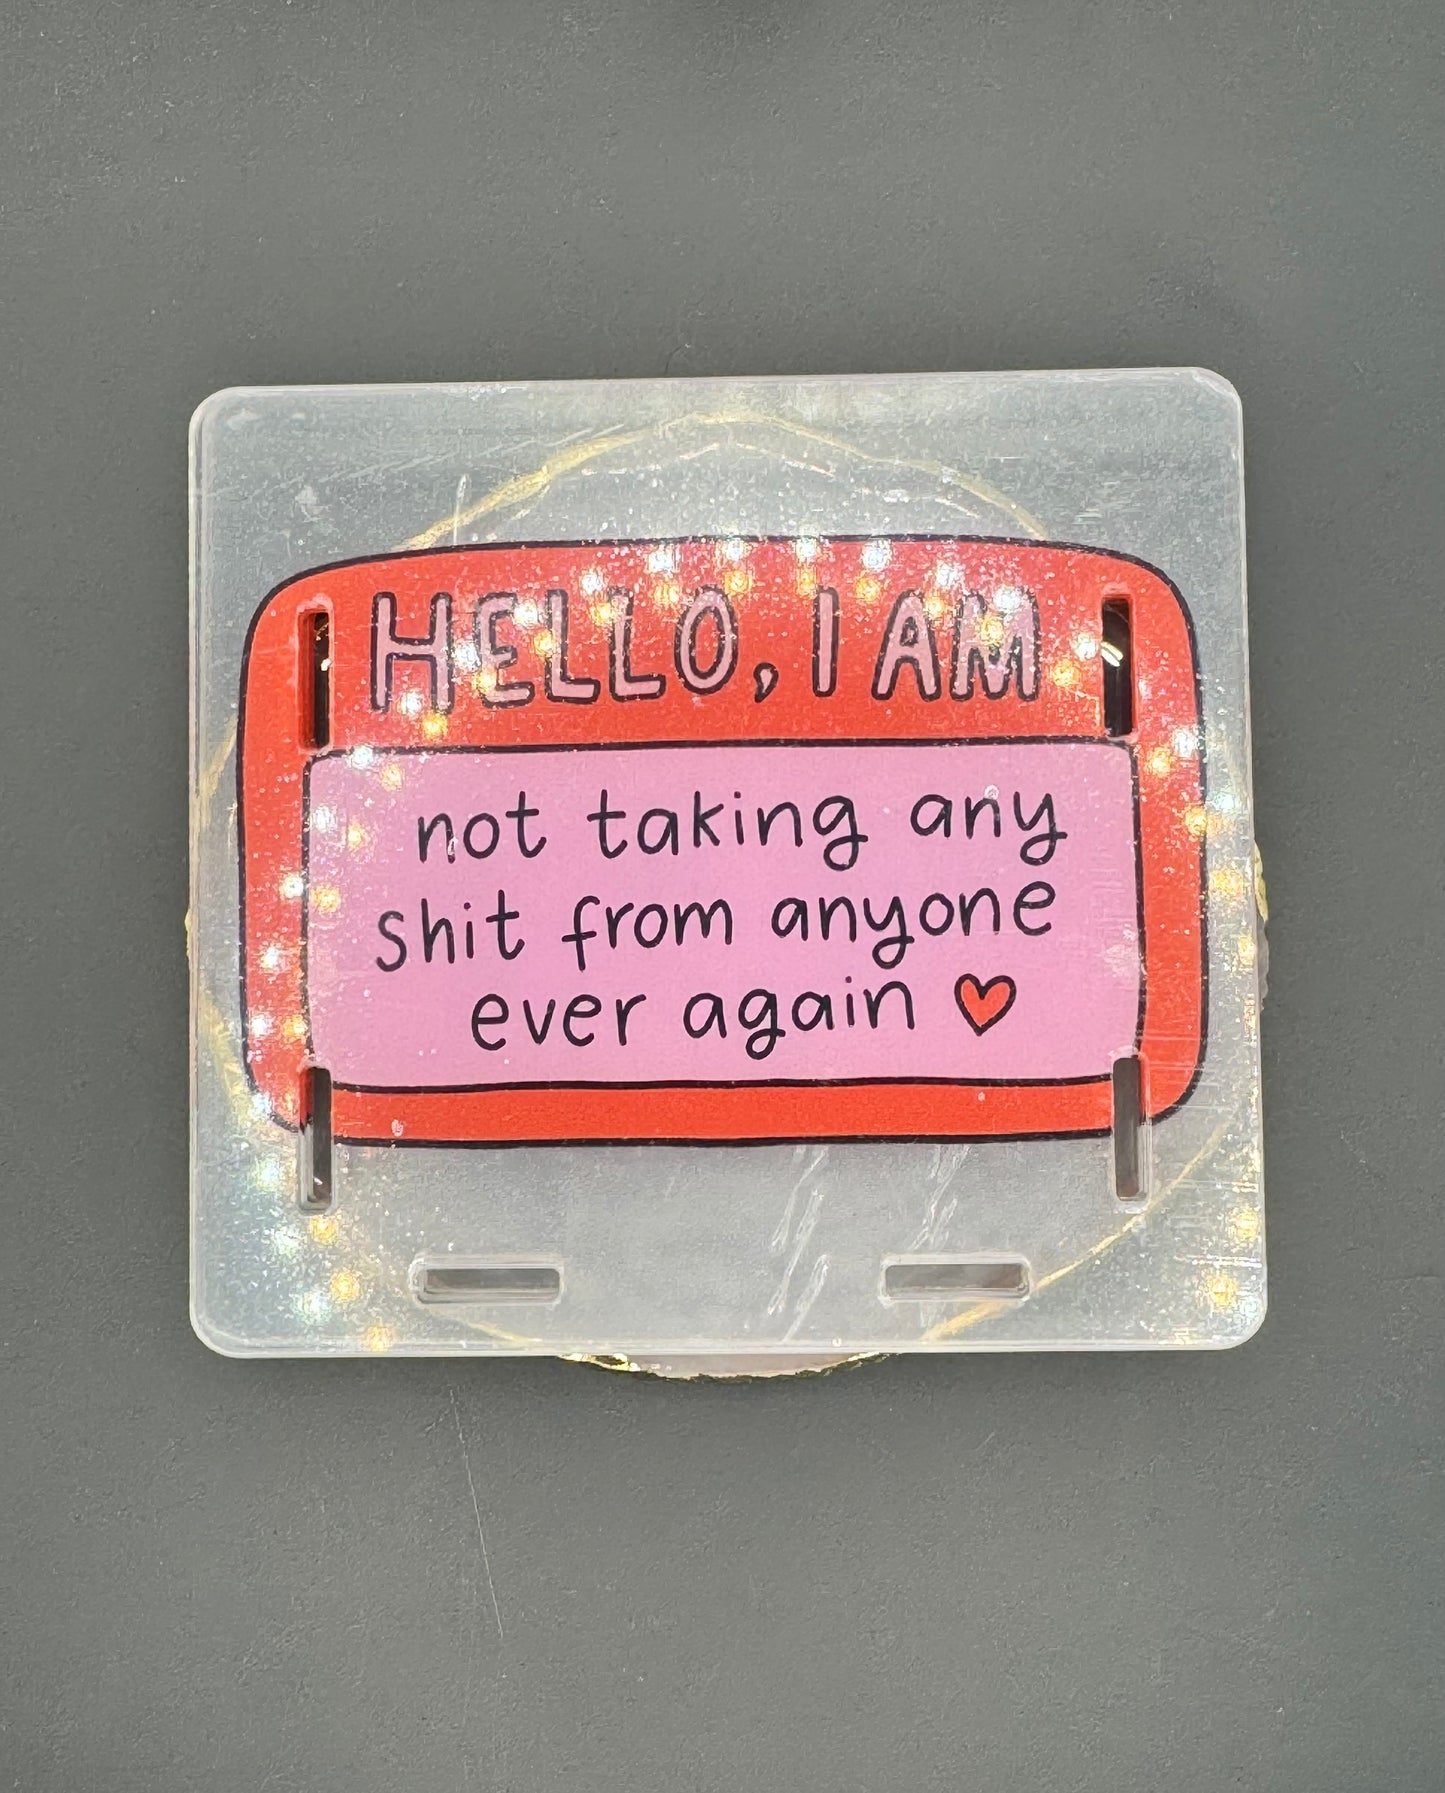 HELLO, I AM
not taking any
shit from anyone
ever again ♥